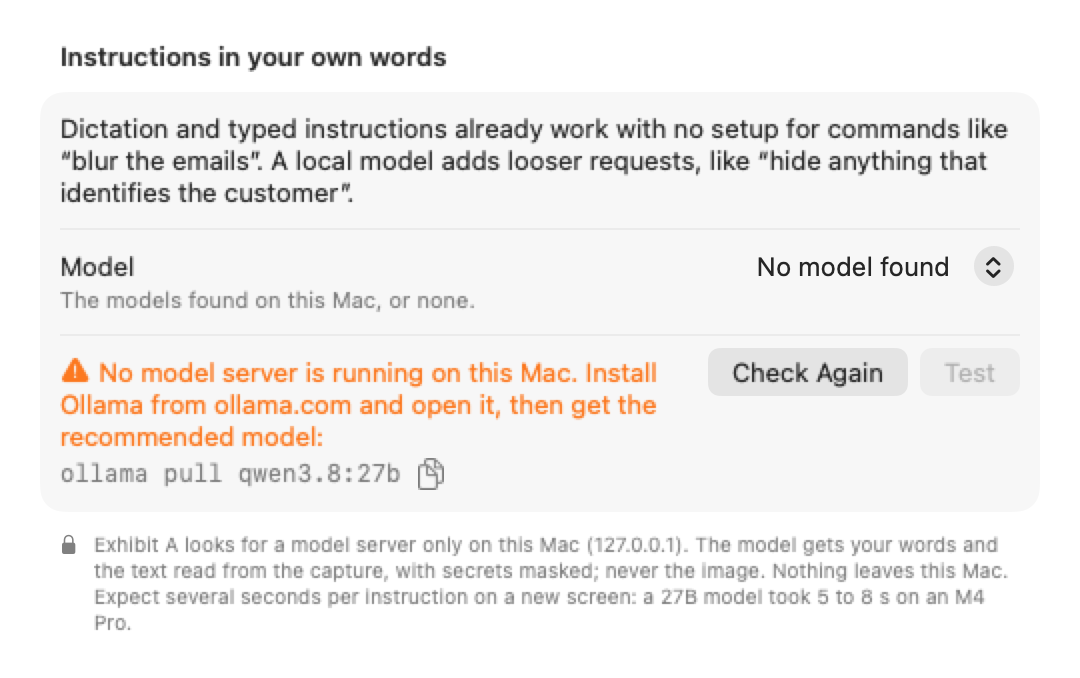 Instructions in your own words
Dictation and typed instructions already work with no setup for commands like
“blur the emails”. A local model adds looser requests, like “hide anything that
identifies the customer”.
Model
No model found
The models found on this Mac, or none.
No model server is running on this Mac. Install
Ollama from ollama.com and open it, then get the
recommended model:
Check Again
Test
ollama pull qwen3.8:27b
Exhibit A looks for a model server only on this Mac (127.0.0.1). The model gets your words and
the text read from the capture, with secrets masked; never the image. Nothing leaves this Mac.
Expect several seconds per instruction on a new screen: a 27B model took 5 to 8 s on an M4
Pro.